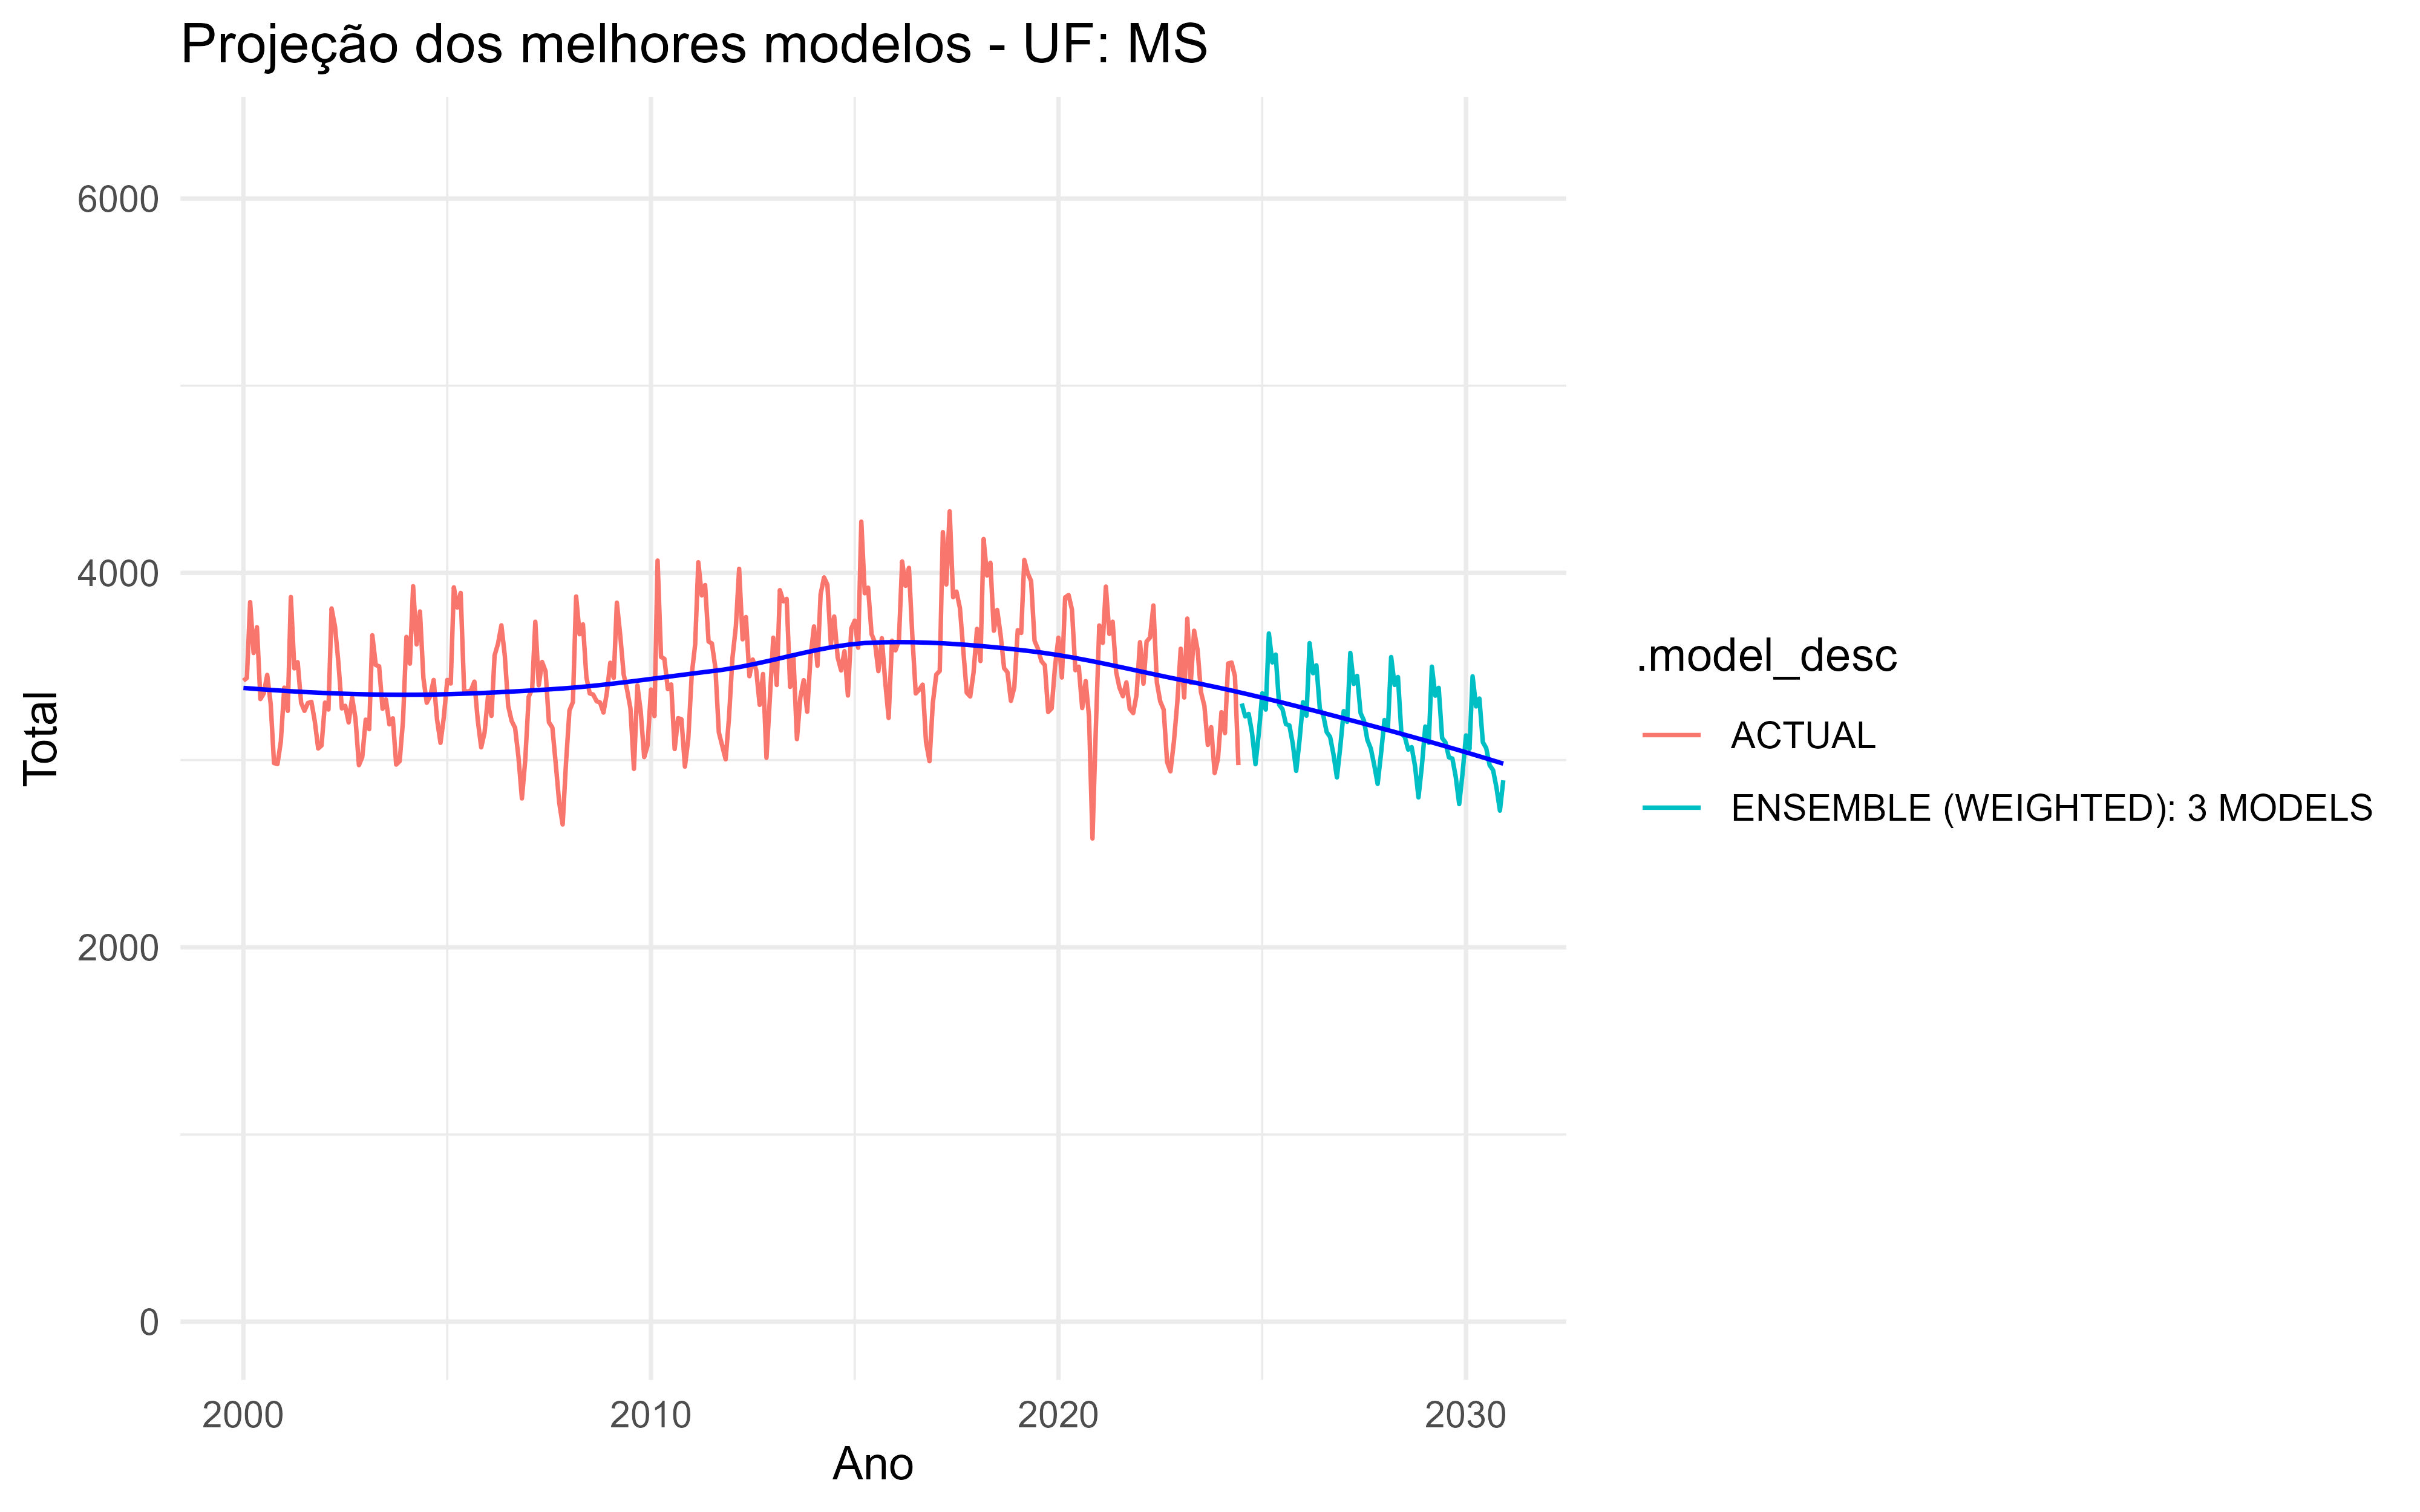 Projeção dos melhores modelos - UF: MS
6000
4000
2000
0
Total
2000
2010
2020
2030
Ano
.model_desc
ACTUAL
ENSEMBLE (WEIGHTED): 3 MODELS